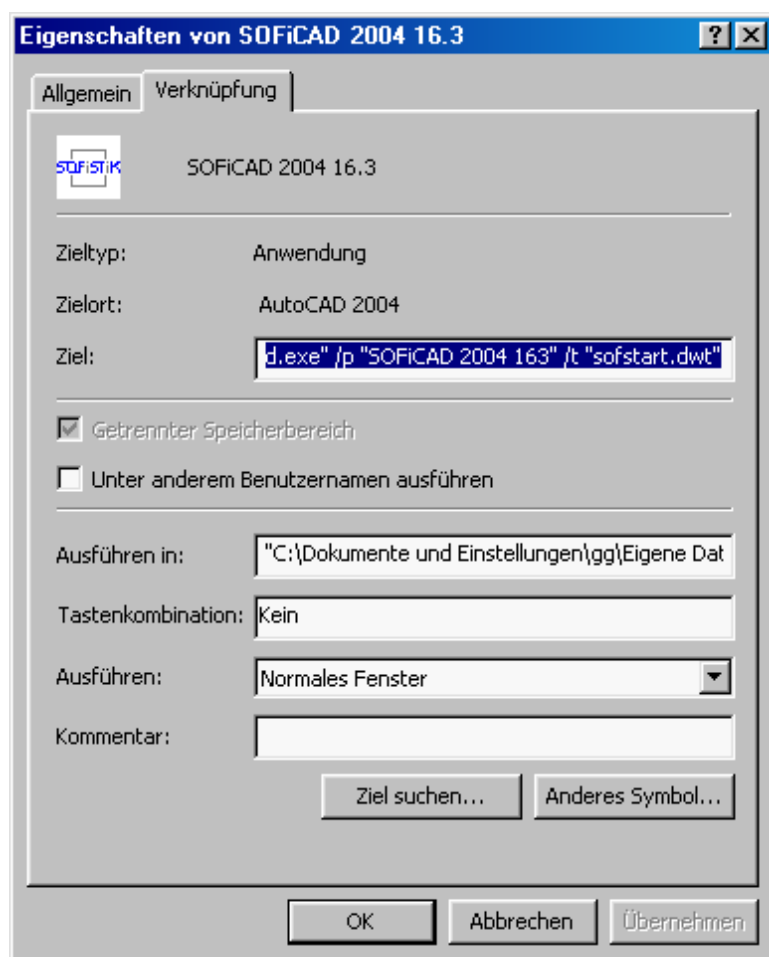 Eigenschaften von SOFiCAD 2004 16.3
Allgemein Verknüpfung
SOFiSTiK SOFiCAD 2004 16.3
Zieltyp: Anwendung
Zielort: AutoCAD 2004
Ziel: d.exe" /p "SOFiCAD 2004 163" /t "sofstart.dwt"
Getrennter Speicherbereich
Unter anderem Benutzernamen ausführen
Ausführen in: "C:\Dokumente und Einstellungen\gg\Eigene Dat
Tastenkombination: Kein
Ausführen: Normales Fenster
Kommentar:
Ziel suchen... Anderes Symbol...
OK Abbrechen Übernehmen